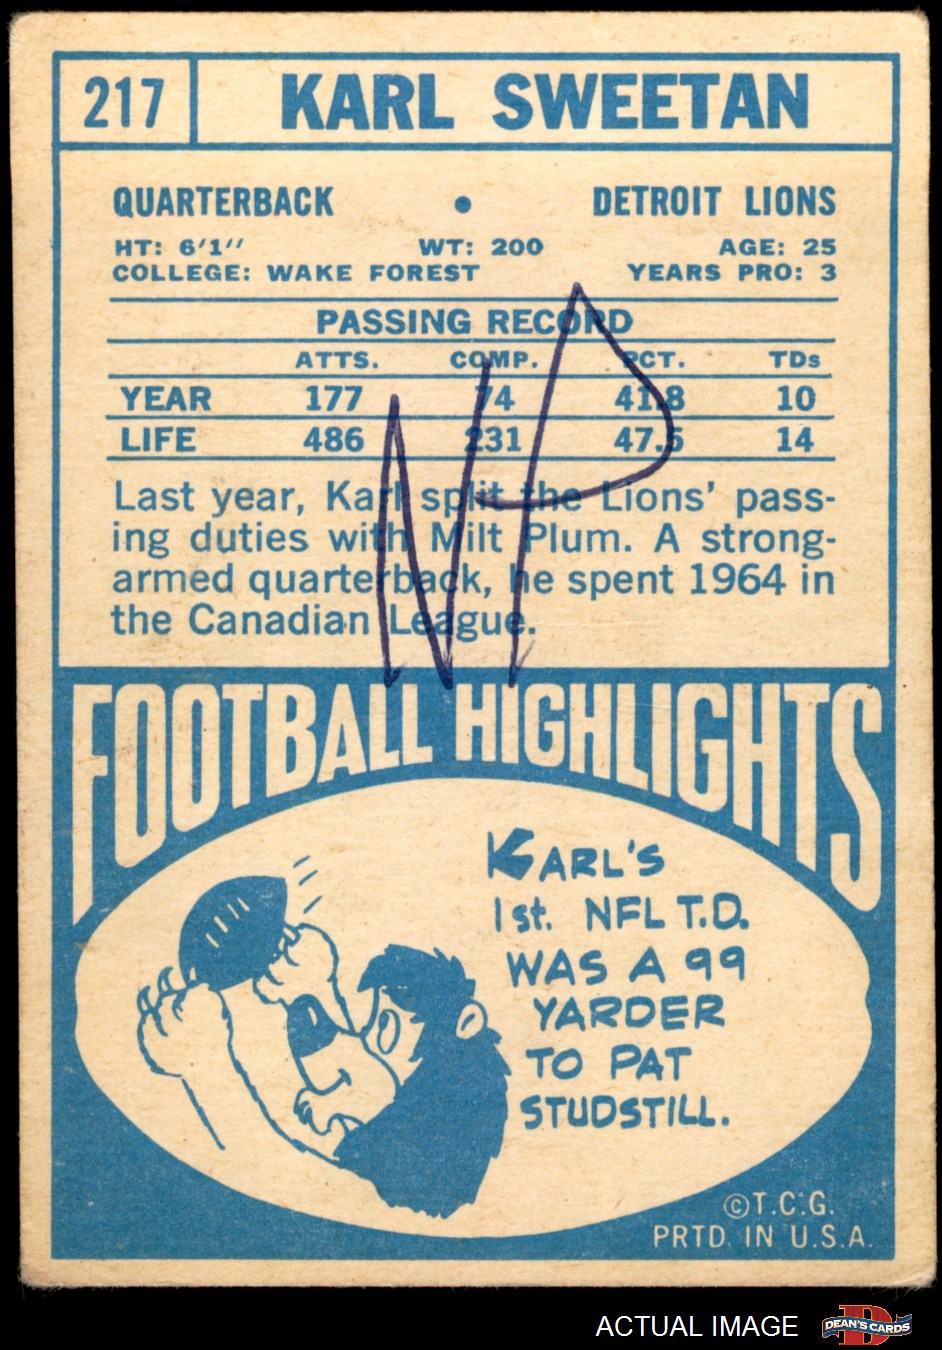 217 KARL SWEETAN
QUARTERBACK • DETROIT LIONS
HT: 6'1'' WT: 200 AGE: 25
COLLEGE: WAKE FOREST YEARS PRO: 3
PASSING RECORD
ATTS. COMP. PCT. TDs
YEAR 177 74 41.8 10
LIFE 486 231 47.5 14
Last year, Karl split the Lions' pass-
ing duties with Milt Plum. A strong-
armed quarterback, he spent 1964 in
the Canadian League.
NP
FOOTBALL HIGHLIGHTS
KARL'S
1st. NFL T.D.
WAS A 99
YARDER
TO PAT
STUDSTILL.
©T.C.G.
PRTD. IN U.S.A.
ACTUAL IMAGE
D
DEAN'S CARDS